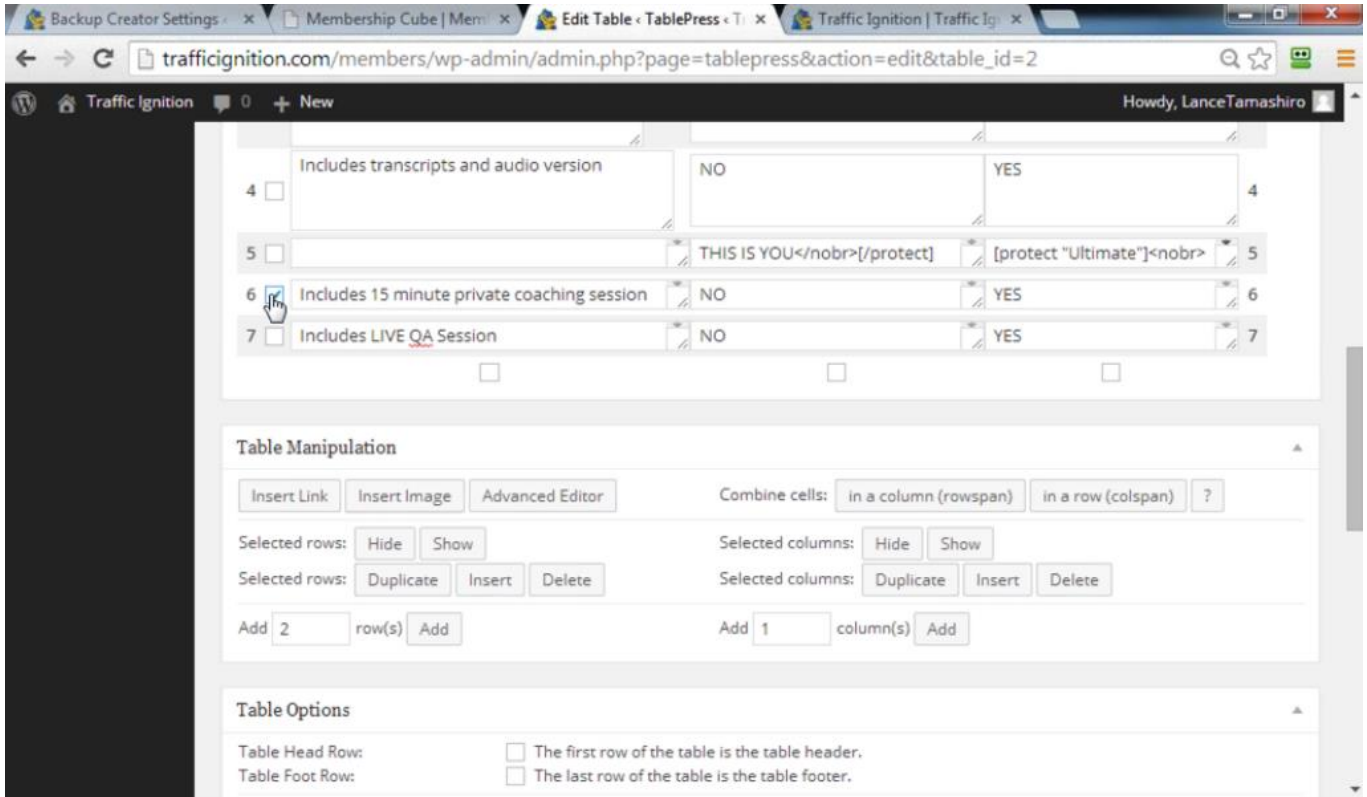 Backup Creator Settings
Membership Cube | Mem
Edit Table ‹ TablePress ‹ T
Traffic Ignition | Traffic Ig
trafficignition.com/members/wp-admin/admin.php?page=tablepress&action=edit&table_id=2
Traffic Ignition 0 + New Howdy, LanceTamashiro
4 Includes transcripts and audio version NO YES 4
5 THIS IS YOU</nobr>[/protect] [protect "Ultimate"]<nobr> 5
6 Includes 15 minute private coaching session NO YES 6
7 Includes LIVE QA Session NO YES 7
Table Manipulation
Insert Link Insert Image Advanced Editor Combine cells: in a column (rowspan) in a row (colspan) ?
Selected rows: Hide Show Selected columns: Hide Show
Selected rows: Duplicate Insert Delete Selected columns: Duplicate Insert Delete
Add 2 row(s) Add Add 1 column(s) Add
Table Options
Table Head Row: The first row of the table is the table header.
Table Foot Row: The last row of the table is the table footer.